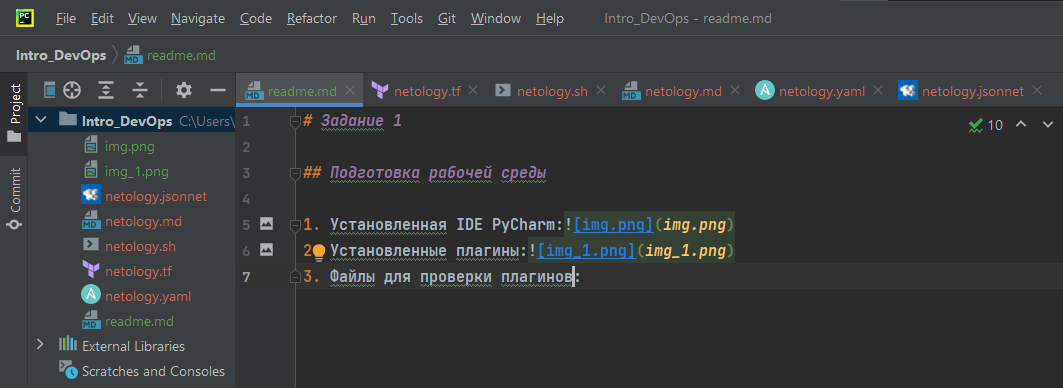 PC File Edit View Navigate Code Refactor Run Tools Git Window Help Intro_DevOps - readme.md
Intro_DevOps readme.md
Project
Commit
Intro_DevOps C:\Users\
img.png
img_1.png
netology.jsonnet
netology.md
netology.sh
netology.tf
netology.yaml
readme.md
External Libraries
Scratches and Consoles
readme.md netology.tf netology.sh netology.md netology.yaml netology.jsonnet
10
1 # Задание 1
2
3 ## Подготовка рабочей среды
4
5 1. Установленная IDE PyCharm:![img.png](img.png)
6 2 Установленные плагины:![img_1.png](img_1.png)
7 3. Файлы для проверки плагинов: